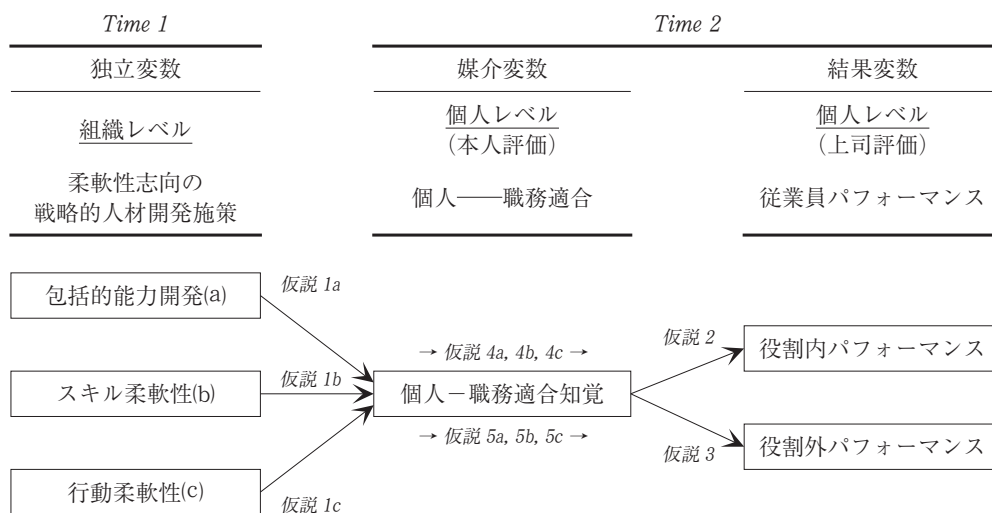 Time 1
Time 2
独立変数
媒介変数
結果変数
組織レベル
個人レベル
(本人評価)
個人レベル
(上司評価)
柔軟性志向の
戦略的人材開発施策
個人――職務適合
従業員パフォーマンス
包括的能力開発(a)
仮説 1a
スキル柔軟性(b)
仮説 1b
行動柔軟性(c)
仮説 1c
→ 仮説 4a, 4b, 4c →
個人－職務適合知覚
→ 仮説 5a, 5b, 5c →
仮説 2
役割内パフォーマンス
仮説 3
役割外パフォーマンス